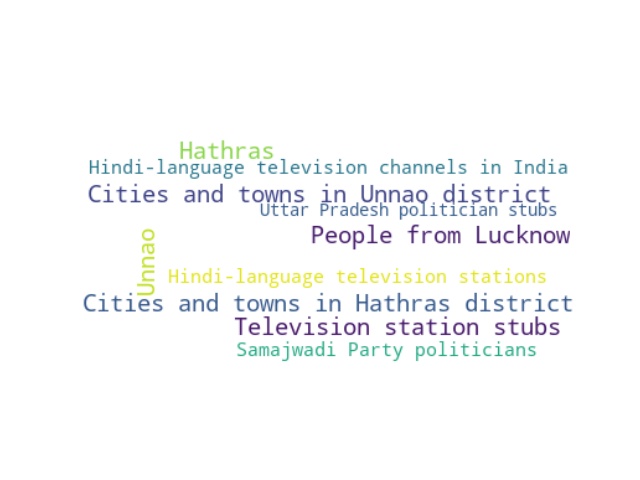 Hathras
Hindi-language television channels in India
Cities and towns in Unnao district
Uttar Pradesh politician stubs
People from Lucknow
Unnao
Hindi-language television stations
Cities and towns in Hathras district
Television station stubs
Samajwadi Party politicians